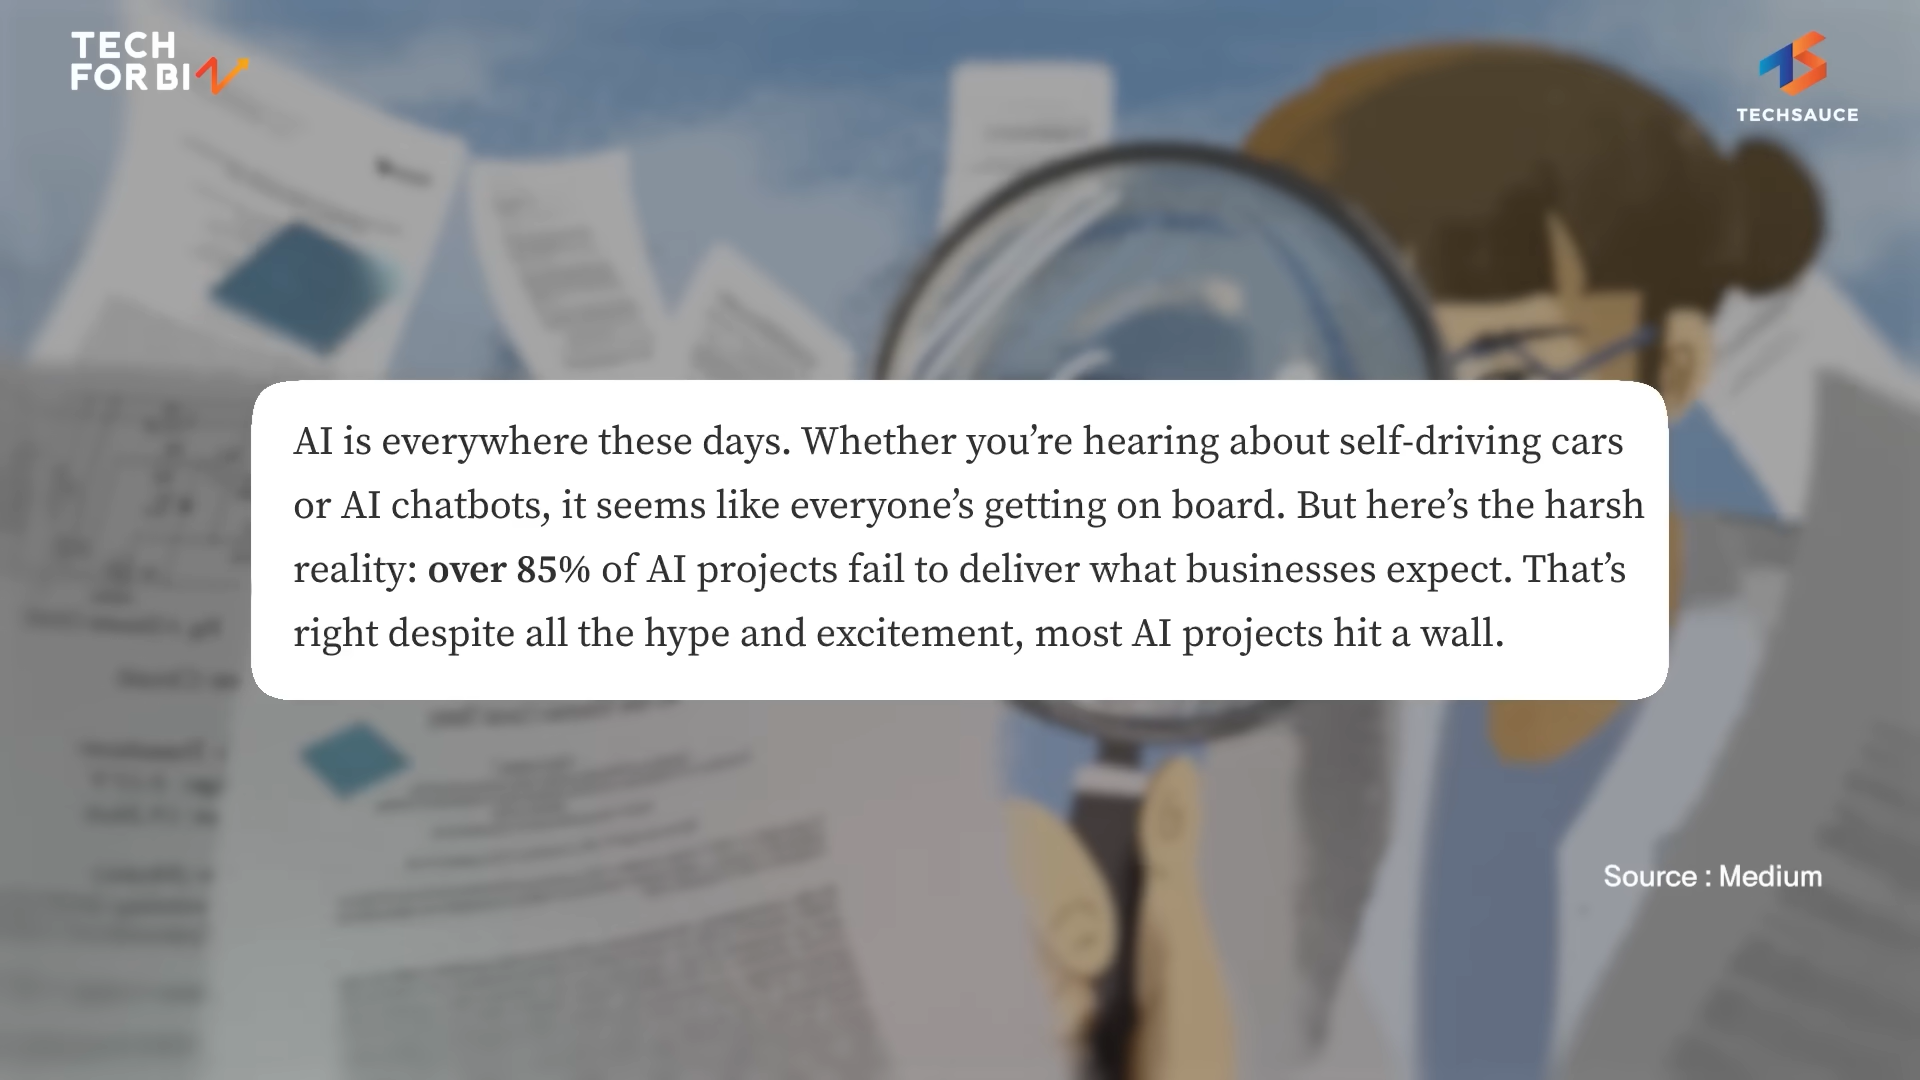 TECH
FOR BIZ
TECHSAUCE
AI is everywhere these days. Whether you’re hearing about self-driving cars
or AI chatbots, it seems like everyone’s getting on board. But here’s the harsh
reality: over 85% of AI projects fail to deliver what businesses expect. That’s
right despite all the hype and excitement, most AI projects hit a wall.
Source : Medium